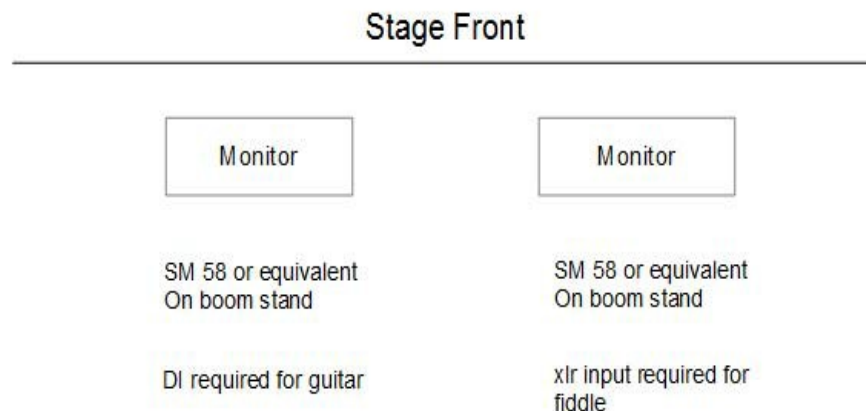 Stage Front
Monitor
Monitor
SM 58 or equivalent
On boom stand
SM 58 or equivalent
On boom stand
DI required for guitar
xlr input required for
fiddle